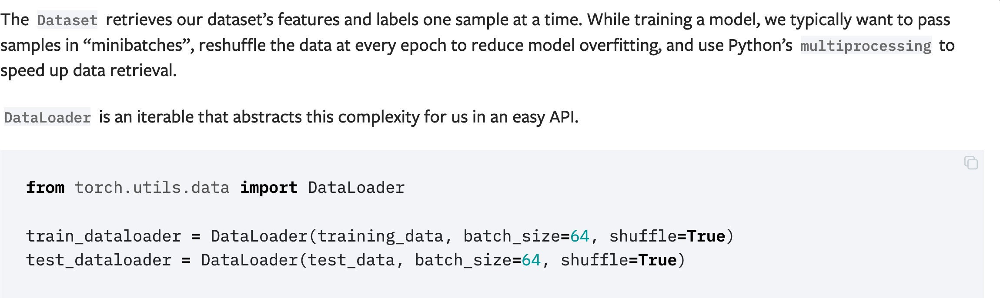 The Dataset retrieves our dataset’s features and labels one sample at a time. While training a model, we typically want to pass
samples in “minibatches”, reshuffle the data at every epoch to reduce model overfitting, and use Python’s multiprocessing to
speed up data retrieval.
DataLoader is an iterable that abstracts this complexity for us in an easy API.
from torch.utils.data import DataLoader
train_dataloader = DataLoader(training_data, batch_size=64, shuffle=True)
test_dataloader = DataLoader(test_data, batch_size=64, shuffle=True)